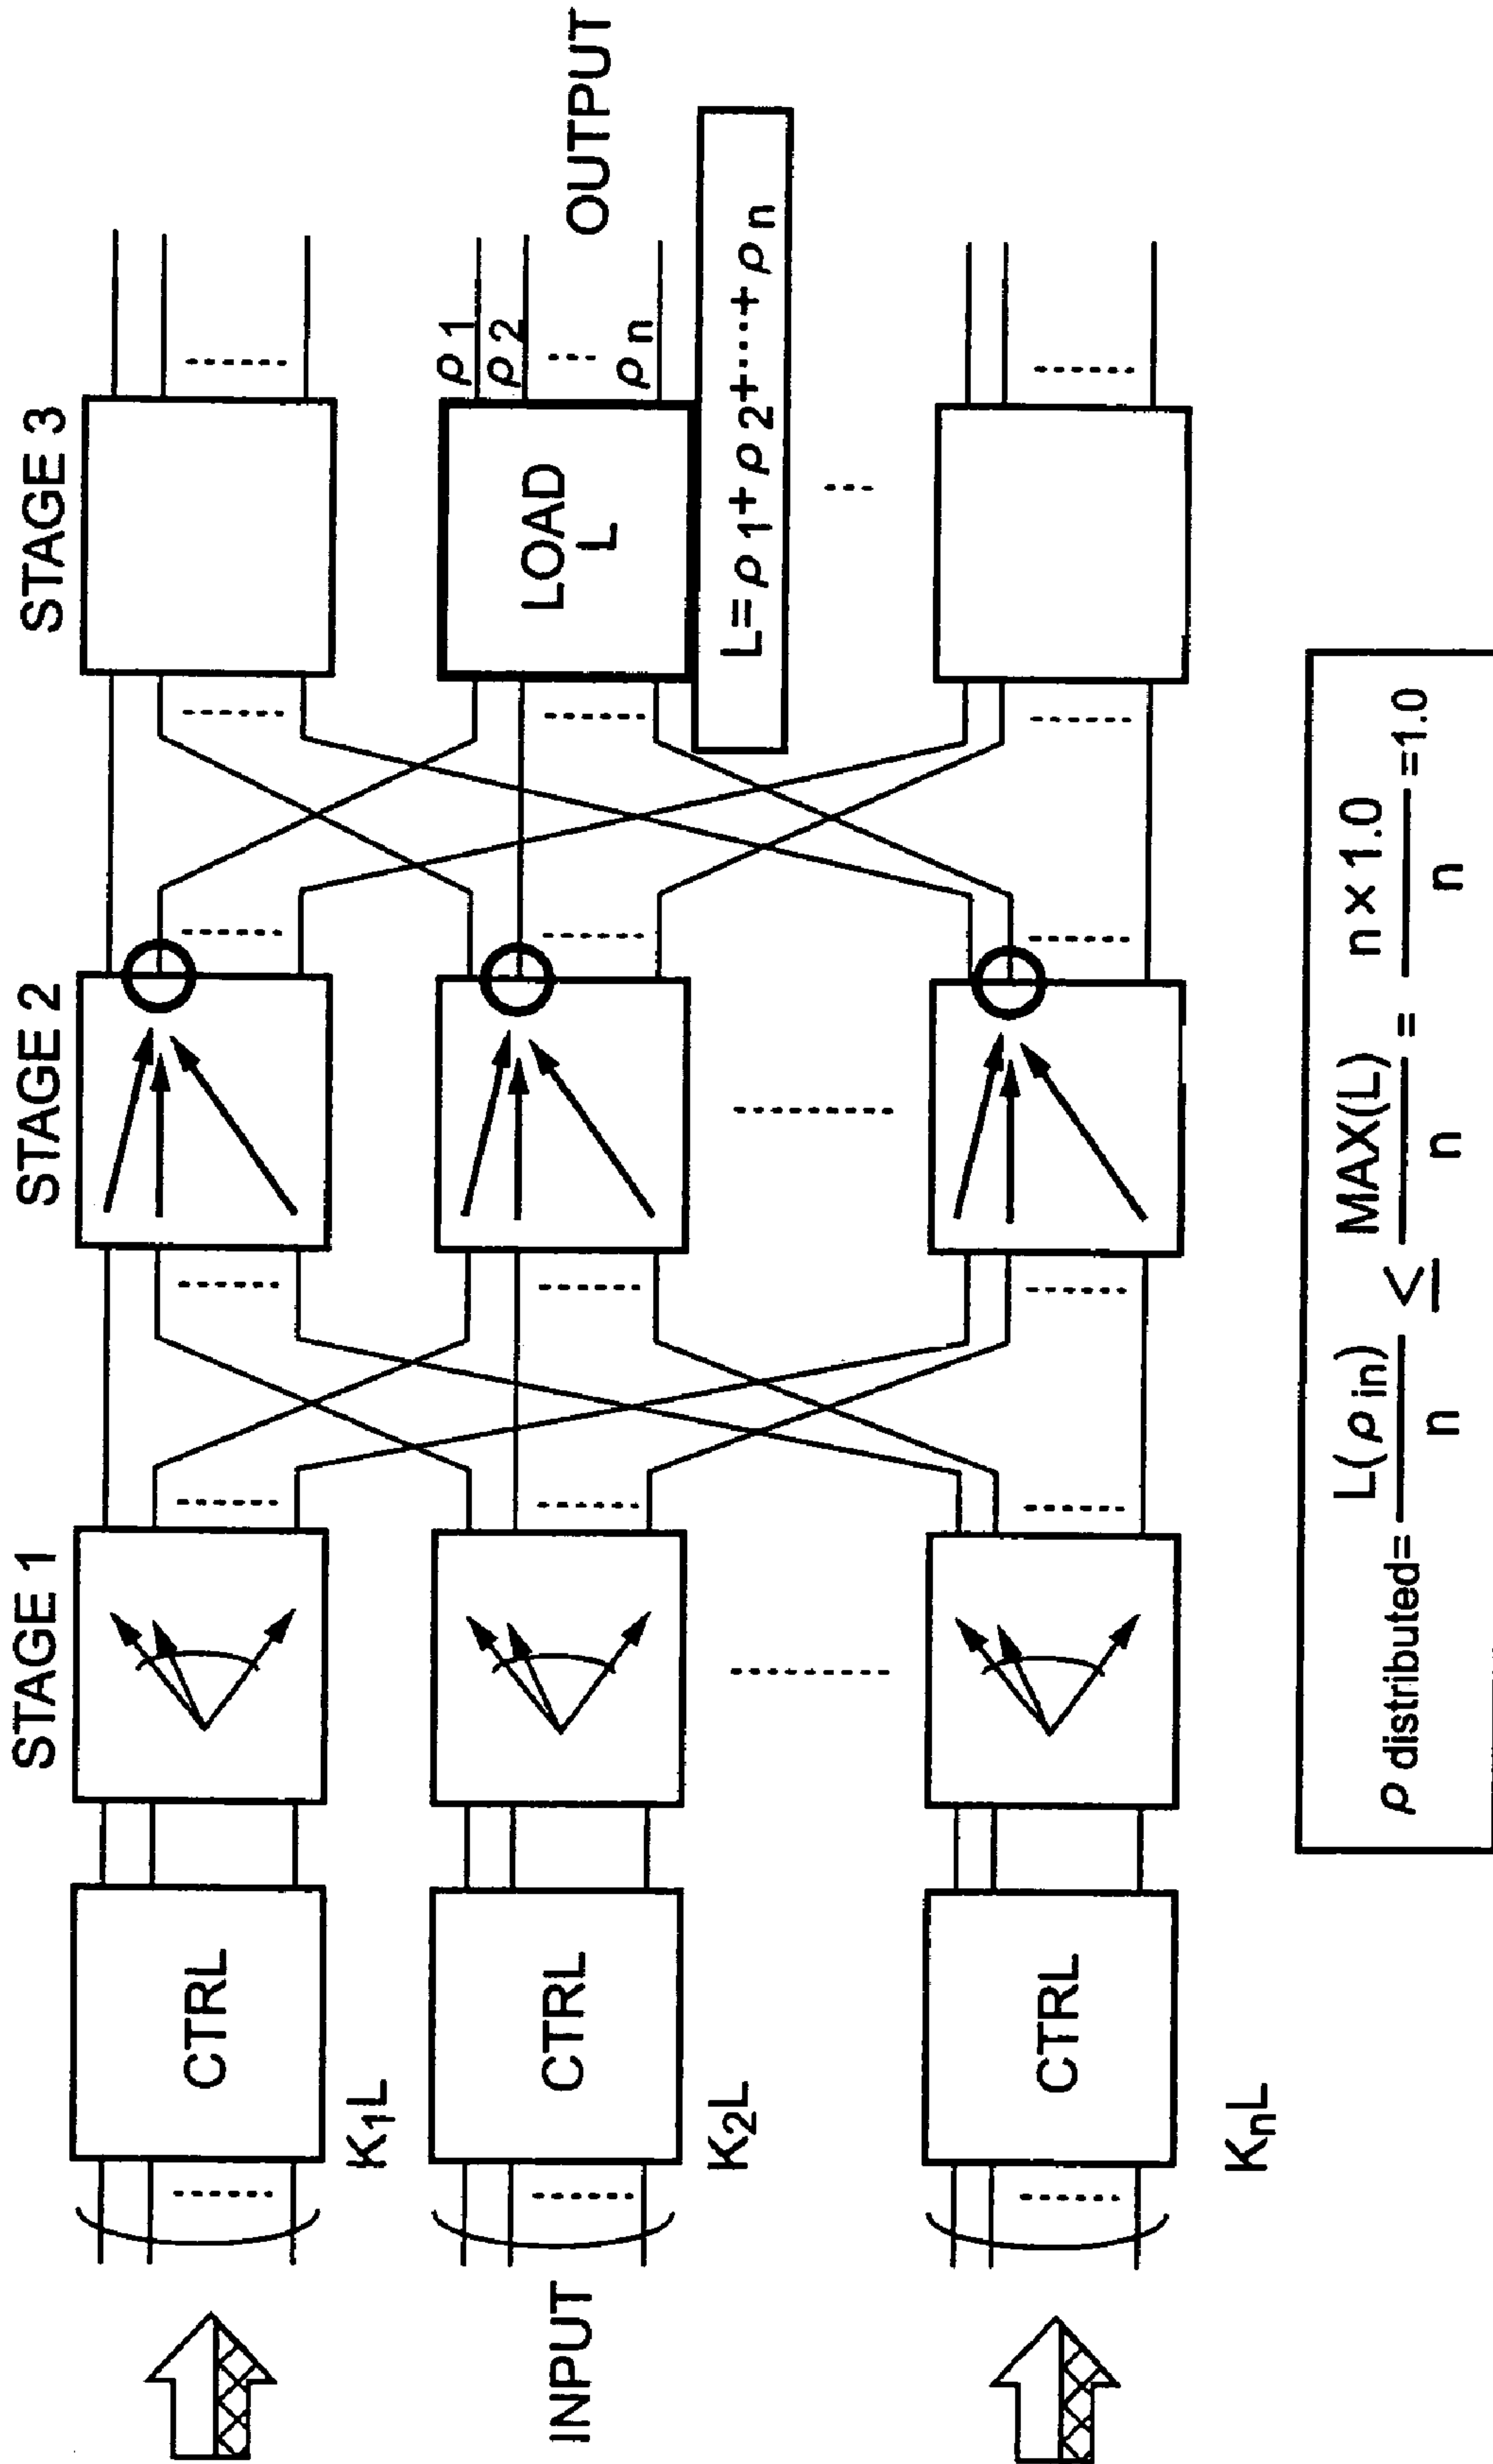 STAGE 1
STAGE 2
STAGE 3
CTRL
K1L
INPUT
CTRL
K2L
LOAD
L
ρ1
ρ2
ρn
OUTPUT
L=ρ1+ρ2+····+ρn
CTRL
KnL
ρ distributed= L(ρ in) / n ≤ MAX(L) / n = n × 1.0 / n =1.0